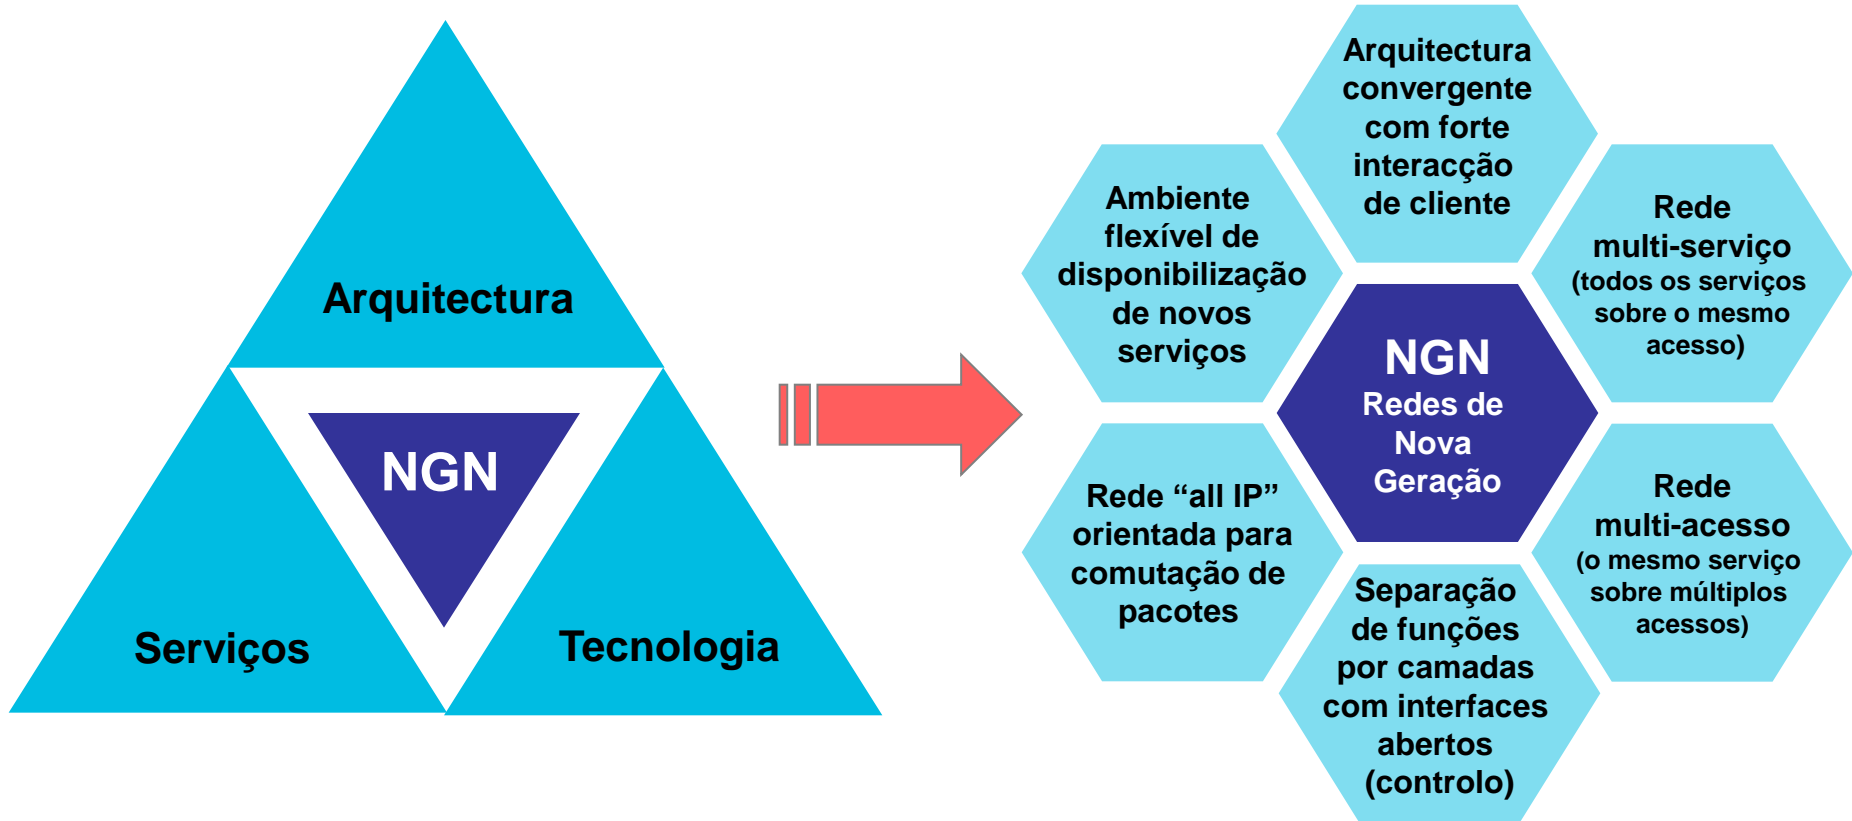 Arquitectura
NGN
Serviços
Tecnologia
Arquitectura
convergente
com forte
interacção
de cliente
Ambiente
flexível de
disponibilização
de novos
serviços
Rede
multi-serviço
(todos os serviços
sobre o mesmo
acesso)
NGN
Redes de
Nova
Geração
Rede “all IP”
orientada para
comutação de
pacotes
Rede
multi-acesso
(o mesmo serviço
sobre múltiplos
acessos)
Separação
de funções
por camadas
com interfaces
abertos
(controlo)